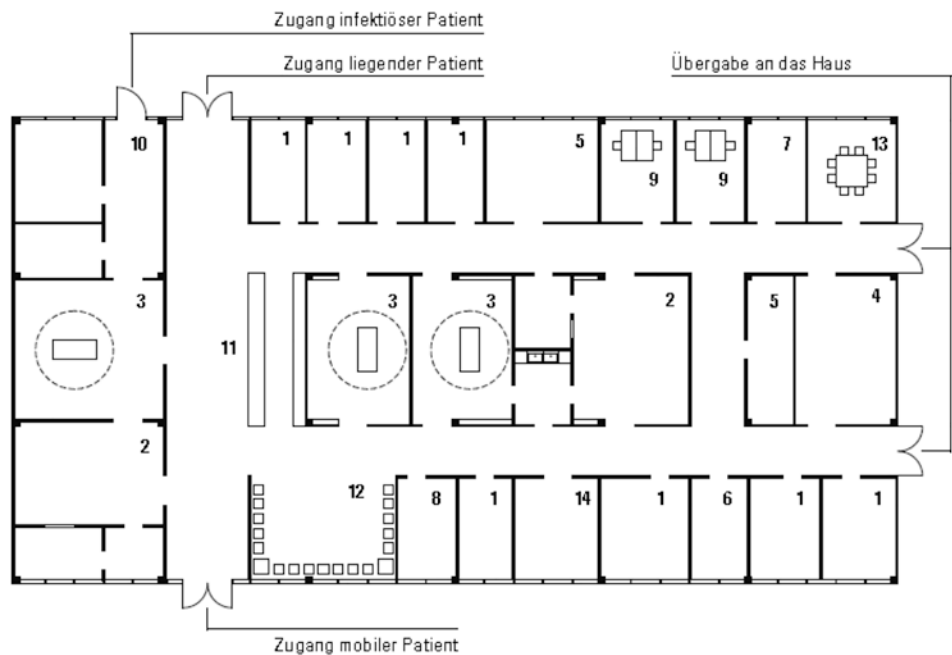 Zugang infektiöser Patient
Zugang liegender Patient
Übergabe an das Haus
10 1 1 1 1 5 9 9 7 13
3 11 3 3 2 5 4
2 12 8 1 14 1 6 1 1
Zugang mobiler Patient